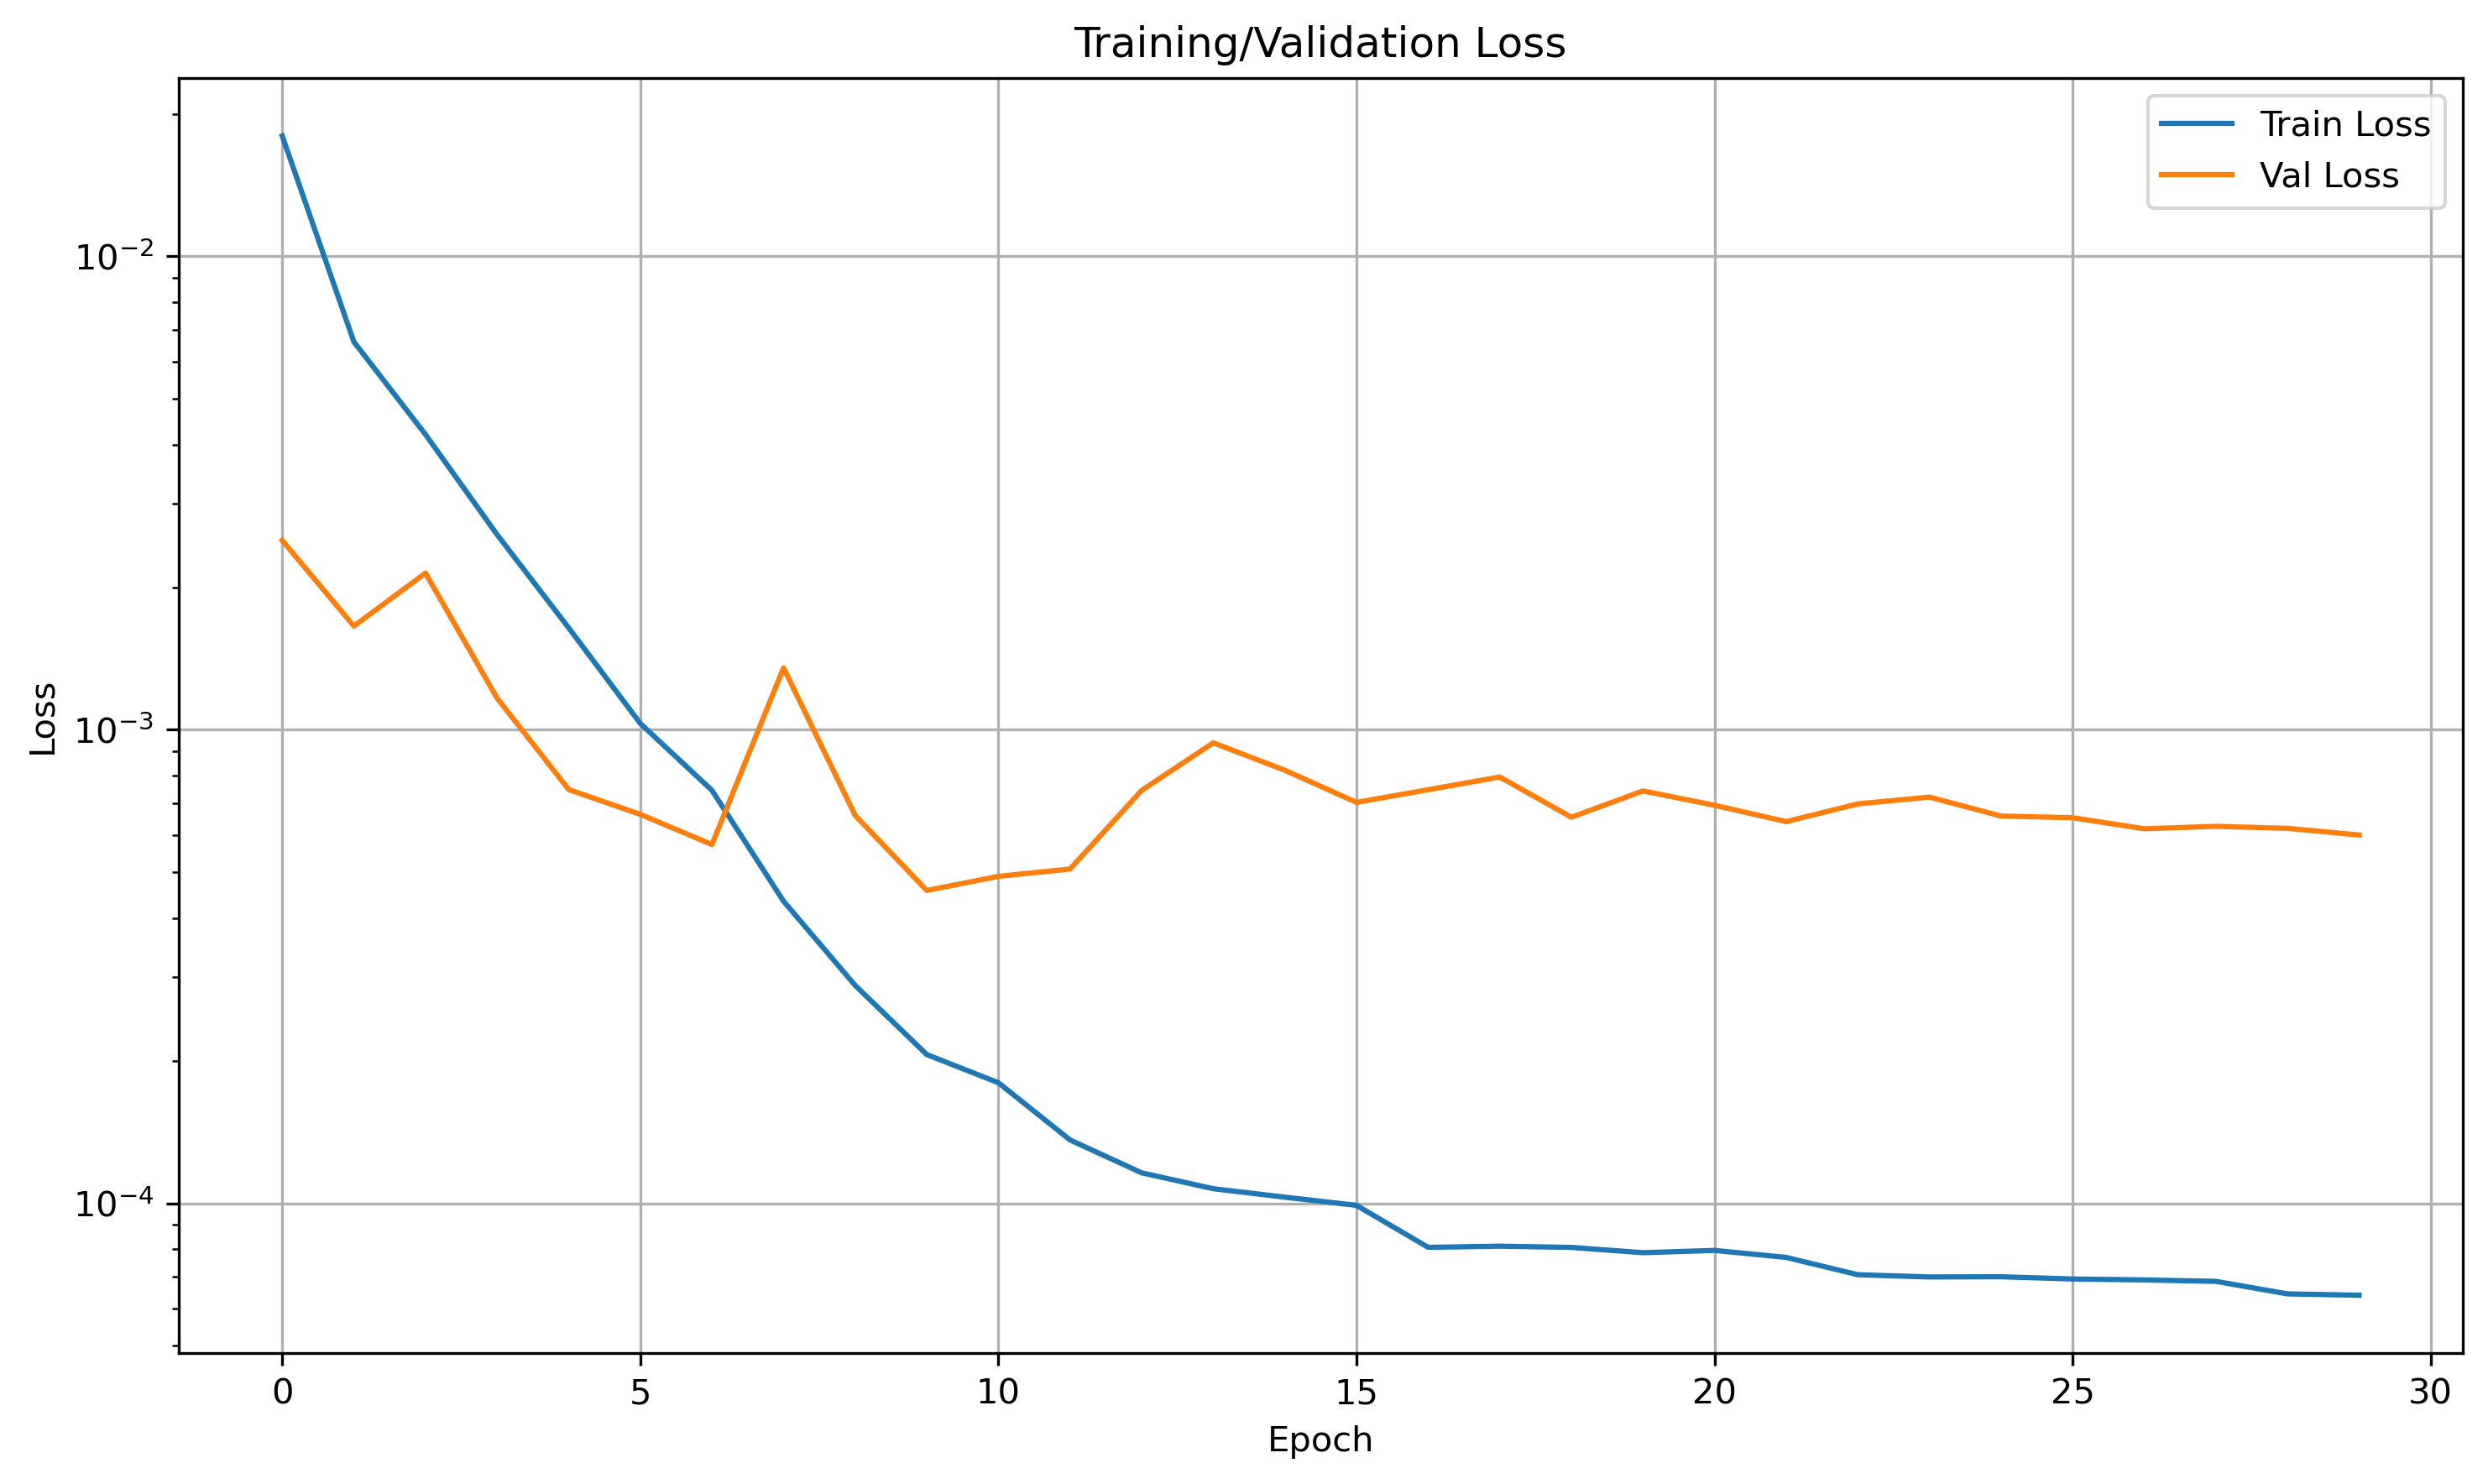 Training/Validation Loss
Train Loss
Val Loss
10⁻²
10⁻³
10⁻⁴
Loss
0 5 10 15 20 25 30
Epoch